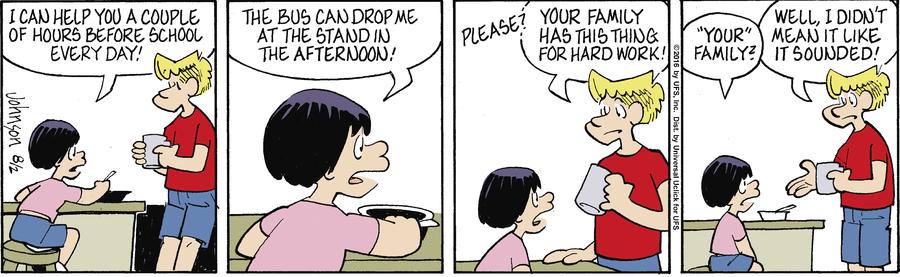 I CAN HELP YOU A COUPLE
OF HOURS BEFORE SCHOOL
EVERY DAY!
Johnson 8/2
THE BUS CAN DROP ME
AT THE STAND IN
THE AFTERNOON!
PLEASE?
YOUR FAMILY
HAS THIS THING
FOR HARD WORK!
©2016 by UFS, Inc. Dist. by Universal Uclick for UFS
"YOUR"
FAMILY?
WELL, I DIDN'T
MEAN IT LIKE
IT SOUNDED!